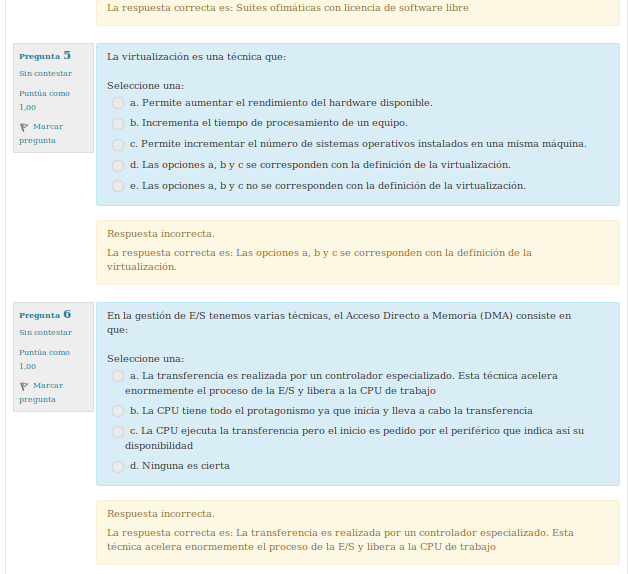 La respuesta correcta es: Suites ofimáticas con licencia de software libre
Pregunta 5
Sin contestar
Puntúa como
1,00
Marcar
pregunta
La virtualización es una técnica que:
Seleccione una:
a. Permite aumentar el rendimiento del hardware disponible.
b. Incrementa el tiempo de procesamiento de un equipo.
c. Permite incrementar el número de sistemas operativos instalados en una misma máquina.
d. Las opciones a, b y c se corresponden con la definición de la virtualización.
e. Las opciones a, b y c no se corresponden con la definición de la virtualización.
Respuesta incorrecta.
La respuesta correcta es: Las opciones a, b y c se corresponden con la definición de la
virtualización.
Pregunta 6
Sin contestar
Puntúa como
1,00
Marcar
pregunta
En la gestión de E/S tenemos varias técnicas, el Acceso Directo a Memoria (DMA) consiste en
que:
Seleccione una:
a. La transferencia es realizada por un controlador especializado. Esta técnica acelera
enormemente el proceso de la E/S y libera a la CPU de trabajo
b. La CPU tiene todo el protagonismo ya que inicia y lleva a cabo la transferencia
c. La CPU ejecuta la transferencia pero el inicio es pedido por el periférico que indica así su
disponibilidad
d. Ninguna es cierta
Respuesta incorrecta.
La respuesta correcta es: La transferencia es realizada por un controlador especializado. Esta
técnica acelera enormemente el proceso de la E/S y libera a la CPU de trabajo